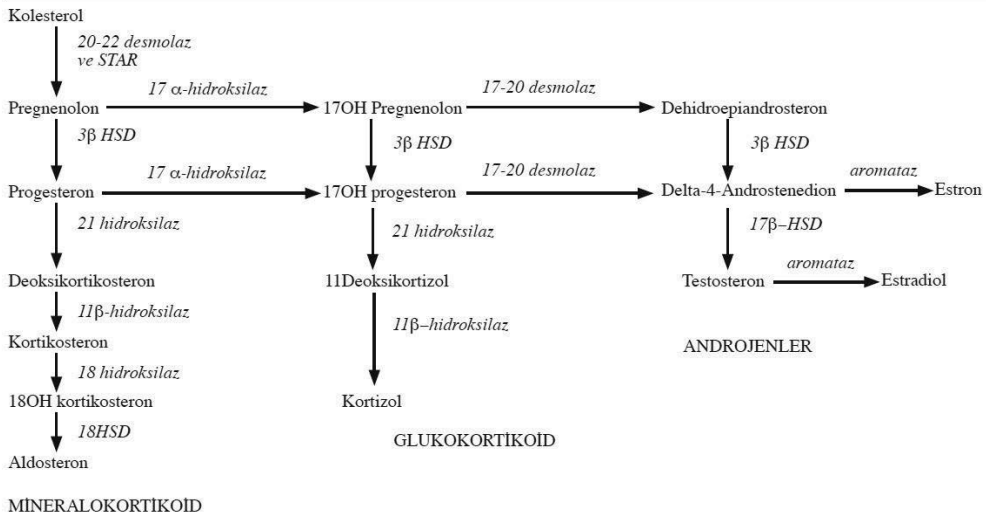 Kolesterol
20-22 desmolaz
ve STAR
17 α-hidroksilaz
17-20 desmolaz
Pregnenolon
17OH Pregnenolon
Dehidroepiandrosteron
3β HSD
3β HSD
3β HSD
17 α-hidroksilaz
17-20 desmolaz
aromataz
Progesteron
17OH progesteron
Delta-4-Androstenedion
Estron
21 hidroksilaz
21 hidroksilaz
17β–HSD
aromataz
Deoksikortikosteron
11Deoksikortizol
Testosteron
Estradiol
11β-hidroksilaz
11β–hidroksilaz
Kortikosteron
ANDROJENLER
18 hidroksilaz
18OH kortikosteron
Kortizol
18HSD
GLUKOKORTİKOİD
Aldosteron
MİNERALOKORTİKOİD